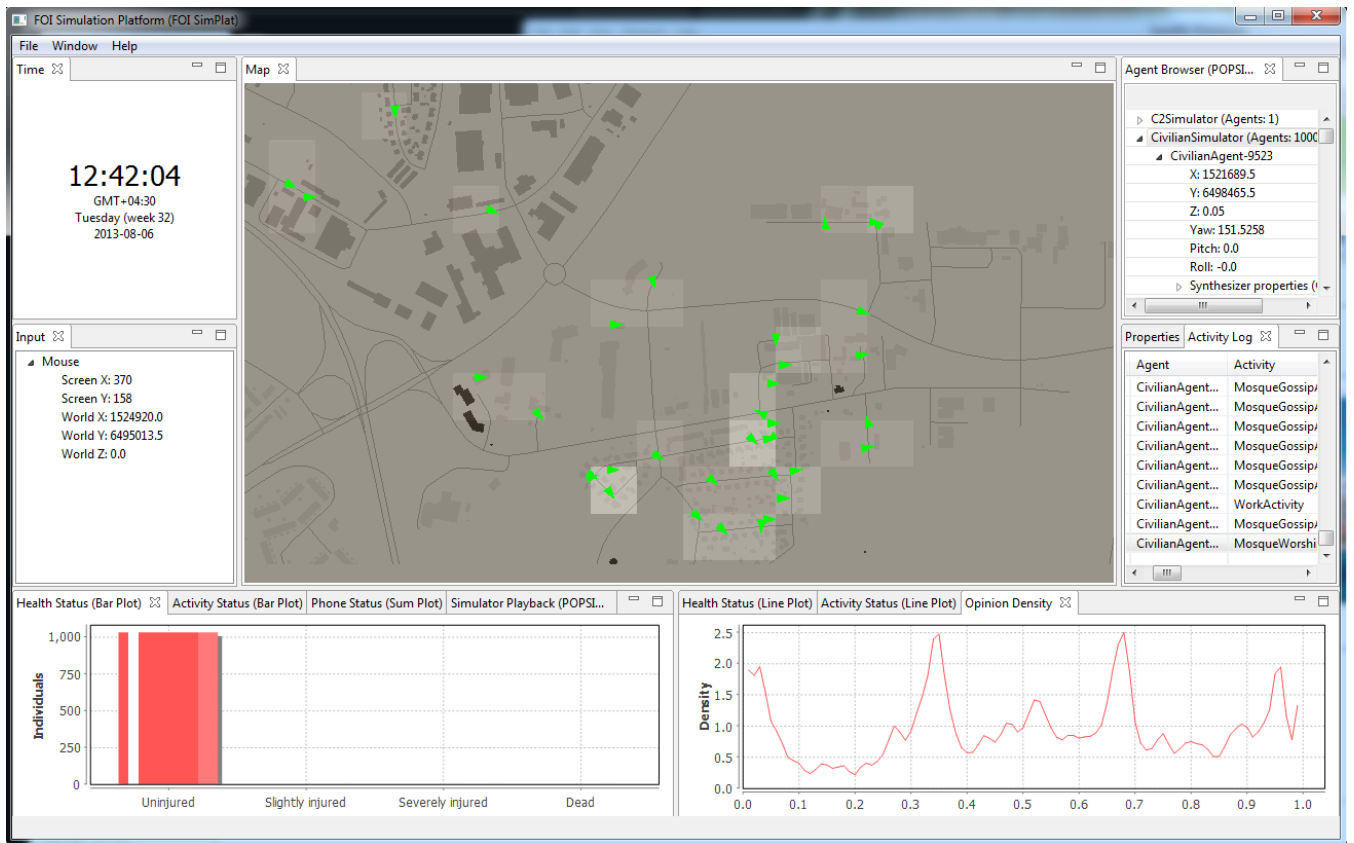 FOI Simulation Platform (FOI SimPlat)
File Window Help
Time
12:42:04
GMT+04:30
Tuesday (week 32)
2013-08-06
Input
Mouse
Screen X: 370
Screen Y: 158
World X: 1524920.0
World Y: 6495013.5
World Z: 0.0
Map
Agent Browser (POPSI...
C2Simulator (Agents: 1)
CivilianSimulator (Agents: 1000
CivilianAgent-9523
X: 1521689.5
Y: 6498465.5
Z: 0.05
Yaw: 151.5258
Pitch: 0.0
Roll: -0.0
Synthesizer properties (
Properties Activity Log
Agent Activity
CivilianAgent... MosqueGossipA
CivilianAgent... MosqueGossipA
CivilianAgent... MosqueGossipA
CivilianAgent... MosqueGossipA
CivilianAgent... MosqueGossipA
CivilianAgent... MosqueGossipA
CivilianAgent... WorkActivity
CivilianAgent... MosqueGossipA
CivilianAgent... MosqueWorshi
Health Status (Bar Plot) Activity Status (Bar Plot) Phone Status (Sum Plot) Simulator Playback (POPSI...
Individuals
1,000
750
500
250
0
Uninjured Slightly injured Severely injured Dead
Health Status (Line Plot) Activity Status (Line Plot) Opinion Density
Density
2.5
2.0
1.5
1.0
0.5
0.0
0.0 0.1 0.2 0.3 0.4 0.5 0.6 0.7 0.8 0.9 1.0